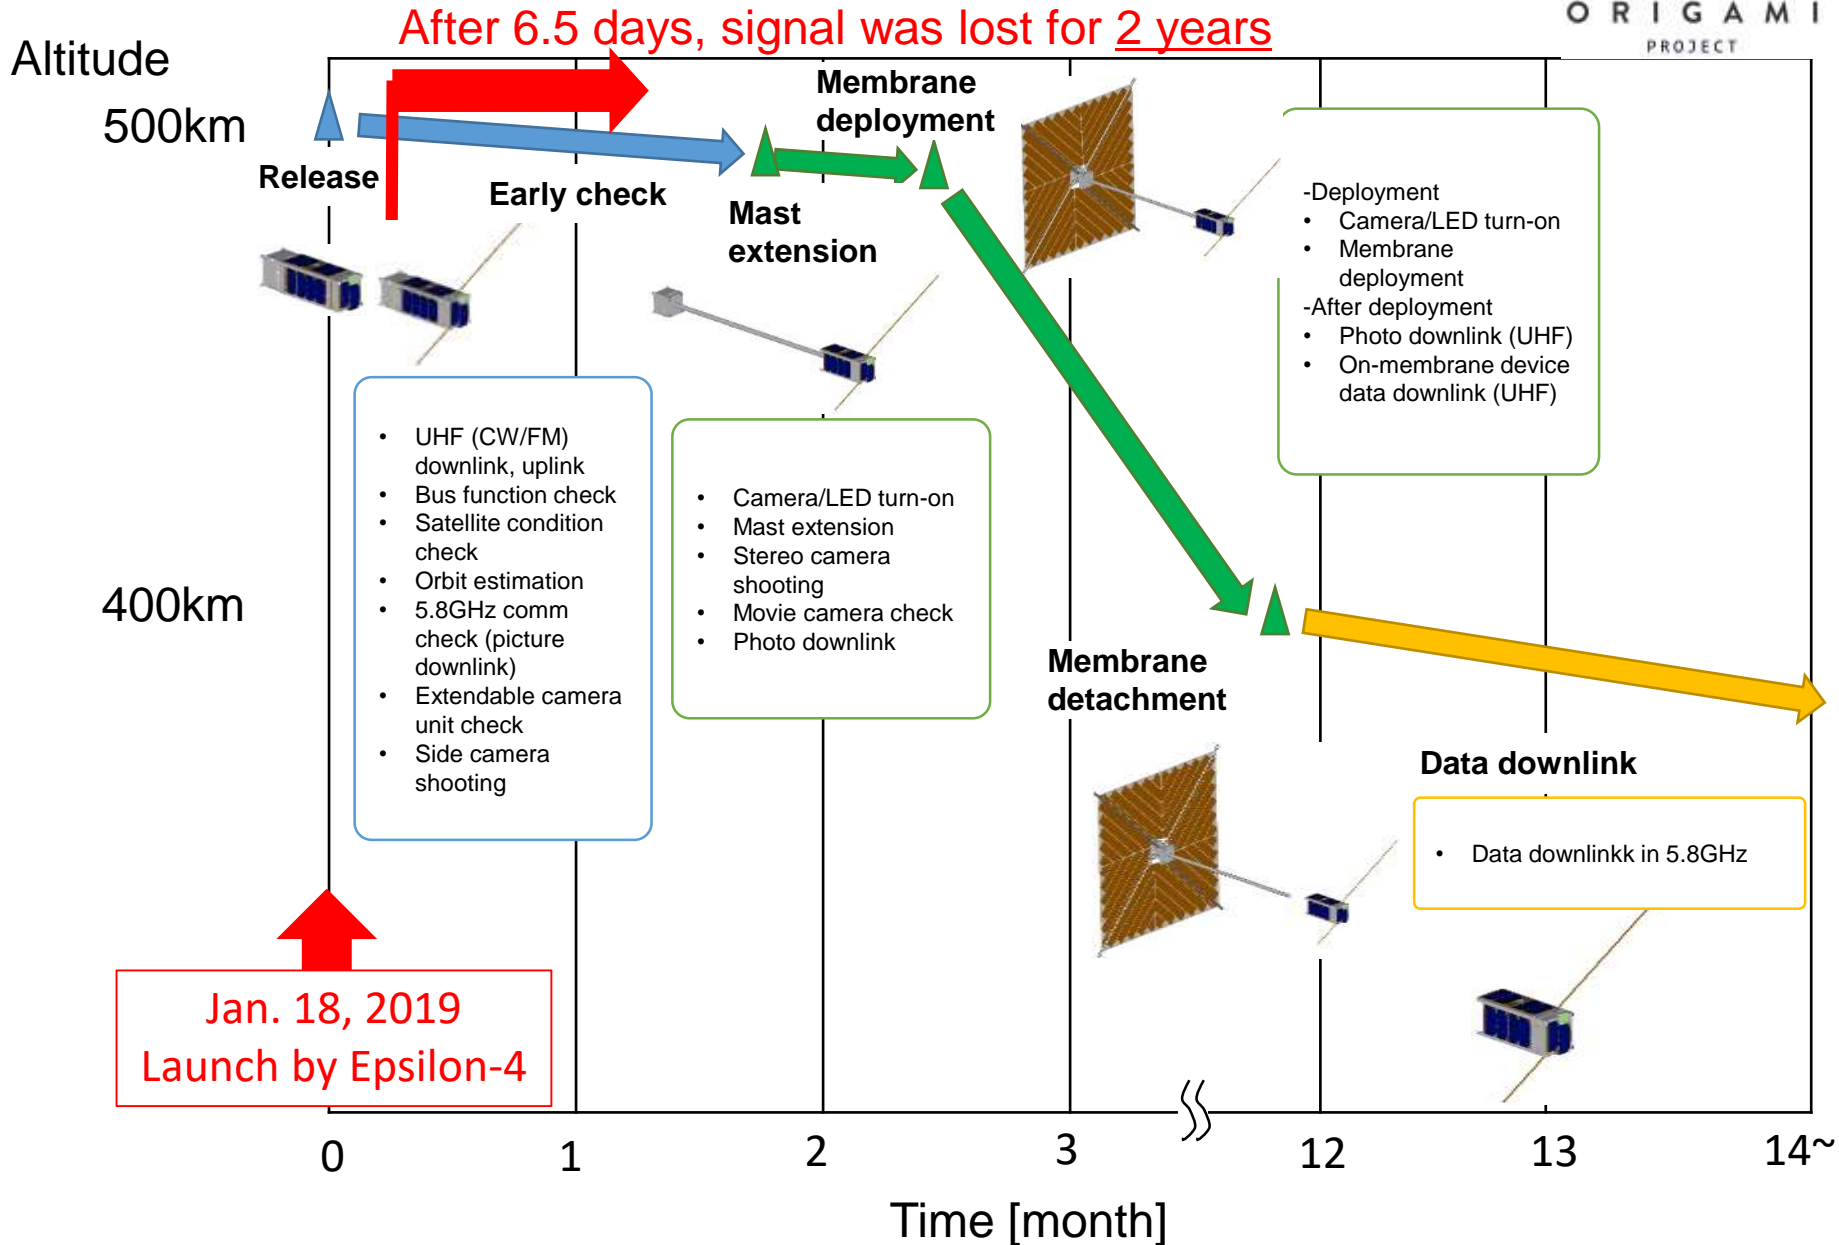 After 6.5 days, signal was lost for 2 years
ORIGAMI
PROJECT
Altitude
500km
400km
Release
Early check
Mast
extension
Membrane
deployment
-Deployment
• Camera/LED turn-on
• Membrane
deployment
-After deployment
• Photo downlink (UHF)
• On-membrane device
data downlink (UHF)
• UHF (CW/FM)
downlink, uplink
• Bus function check
• Satellite condition
check
• Orbit estimation
• 5.8GHz comm
check (picture
downlink)
• Extendable camera
unit check
• Side camera
shooting
• Camera/LED turn-on
• Mast extension
• Stereo camera
shooting
• Movie camera check
• Photo downlink
Membrane
detachment
Data downlink
• Data downlinkk in 5.8GHz
Jan. 18, 2019
Launch by Epsilon-4
0 1 2 3 12 13 14~
Time [month]